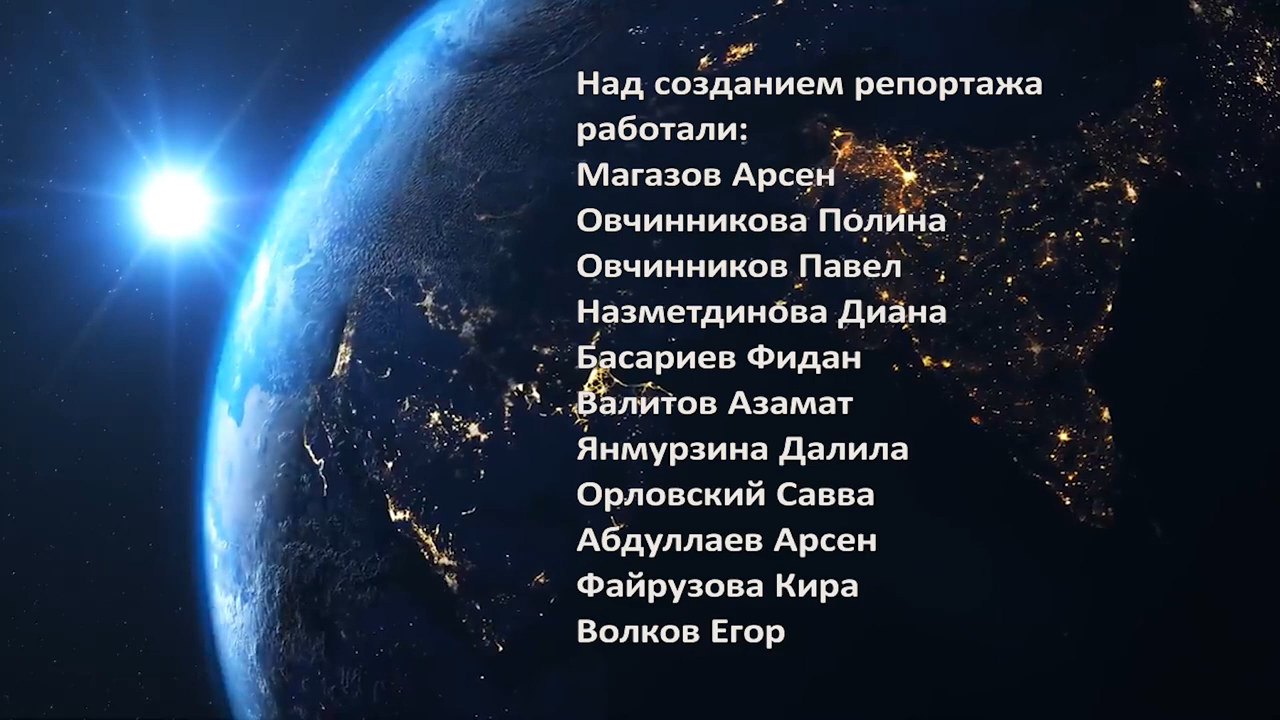 Над созданием репортажа
работали:
Магазов Арсен
Овчинникова Полина
Овчинников Павел
Назметдинова Диана
Басариев Фидан
Валитов Азамат
Янмурзина Далила
Орловский Савва
Абдуллаев Арсен
Файрузова Кира
Волков Егор